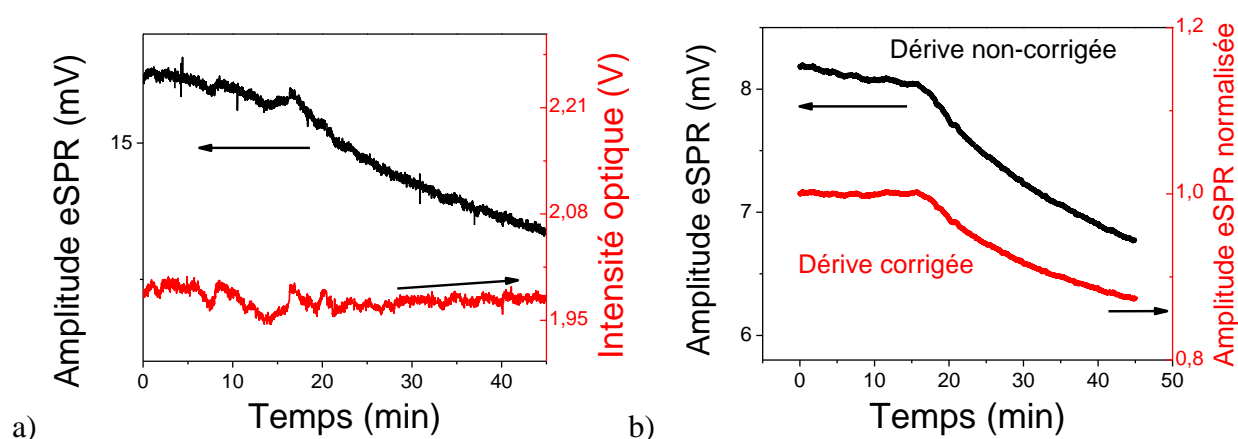 Amplitude eSPR (mV)
15
0
10
20
30
40
Temps (min)
2,21
2,08
1,95
Intensité optique (V)
a)
Amplitude eSPR (mV)
8
7
6
Dérive non-corrigée
Dérive corrigée
0
10
20
30
40
50
Temps (min)
1,2
1,0
0,8
Amplitude eSPR normalisée
b)